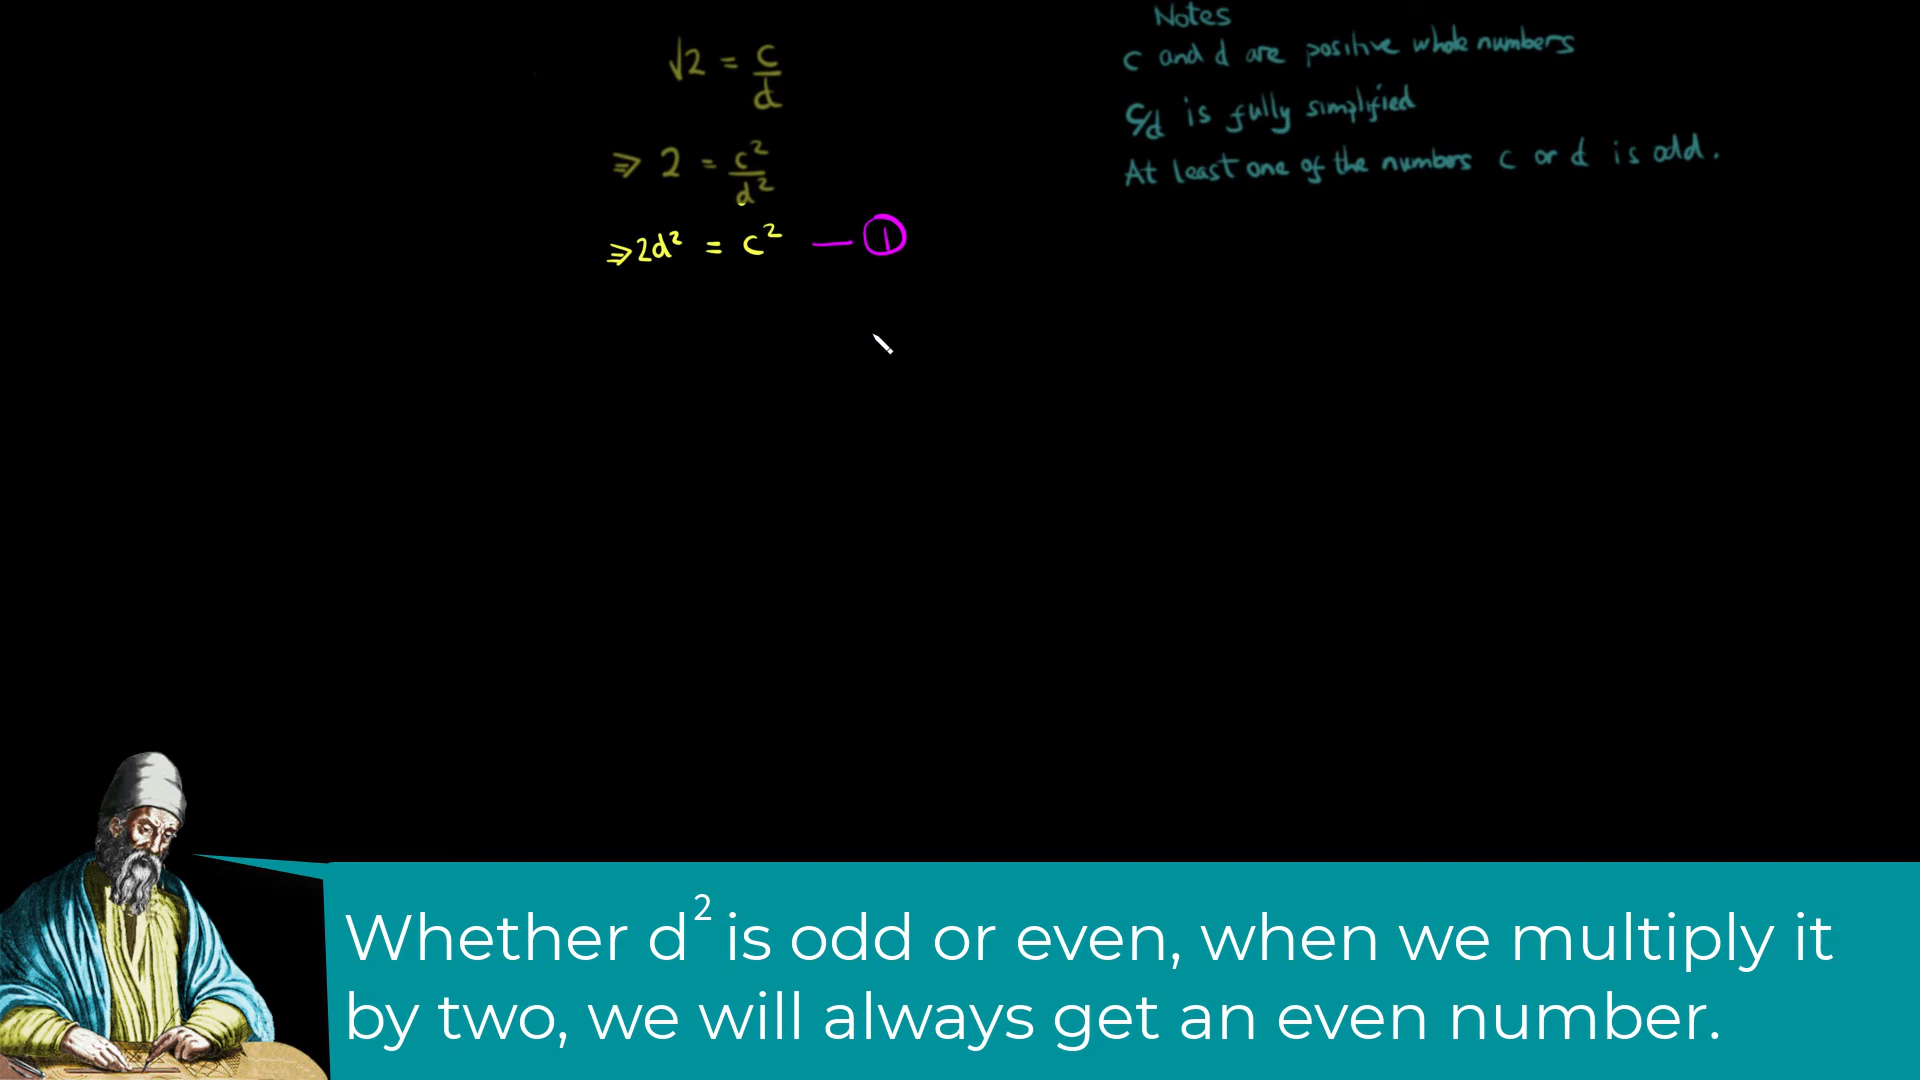 √2 = c/d
⇒ 2 = c²/d²
⇒ 2d² = c² — ①
Notes
c and d are positive whole numbers
c/d is fully simplified
At least one of the numbers c or d is odd.
Whether d² is odd or even, when we multiply it
by two, we will always get an even number.